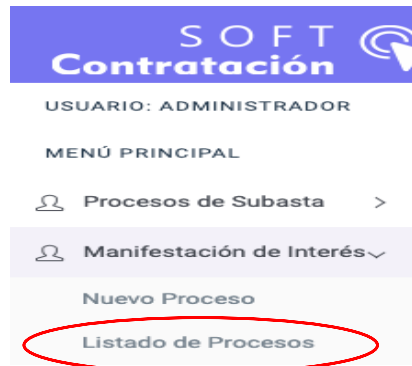 SOFT
Contratación
USUARIO: ADMINISTRADOR
MENÚ PRINCIPAL
Procesos de Subasta >
Manifestación de Interés
Nuevo Proceso
Listado de Procesos